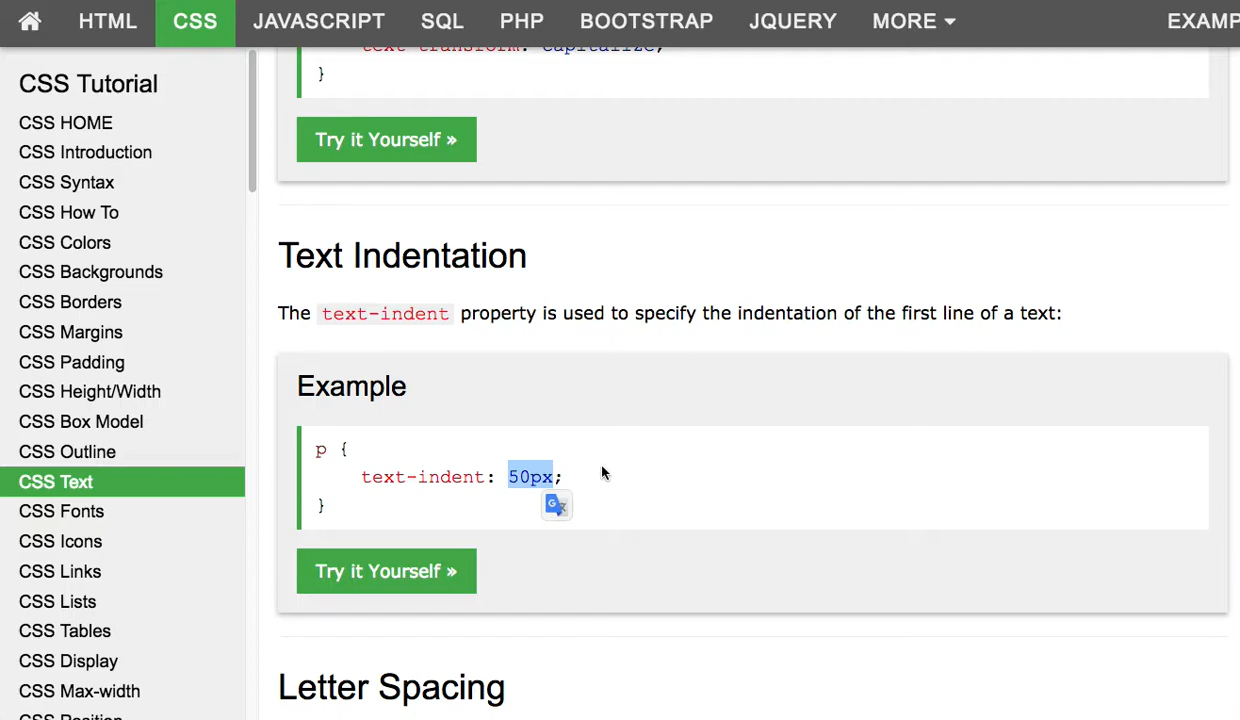 HTML CSS JAVASCRIPT SQL PHP BOOTSTRAP JQUERY MORE EXAMP
CSS Tutorial
CSS HOME
CSS Introduction
CSS Syntax
CSS How To
CSS Colors
CSS Backgrounds
CSS Borders
CSS Margins
CSS Padding
CSS Height/Width
CSS Box Model
CSS Outline
CSS Text
CSS Fonts
CSS Icons
CSS Links
CSS Lists
CSS Tables
CSS Display
CSS Max-width
CSS Position
text-transform: capitalize;
}
Try it Yourself »
Text Indentation
The text-indent property is used to specify the indentation of the first line of a text:
Example
p {
text-indent: 50px;
}
Try it Yourself »
Letter Spacing